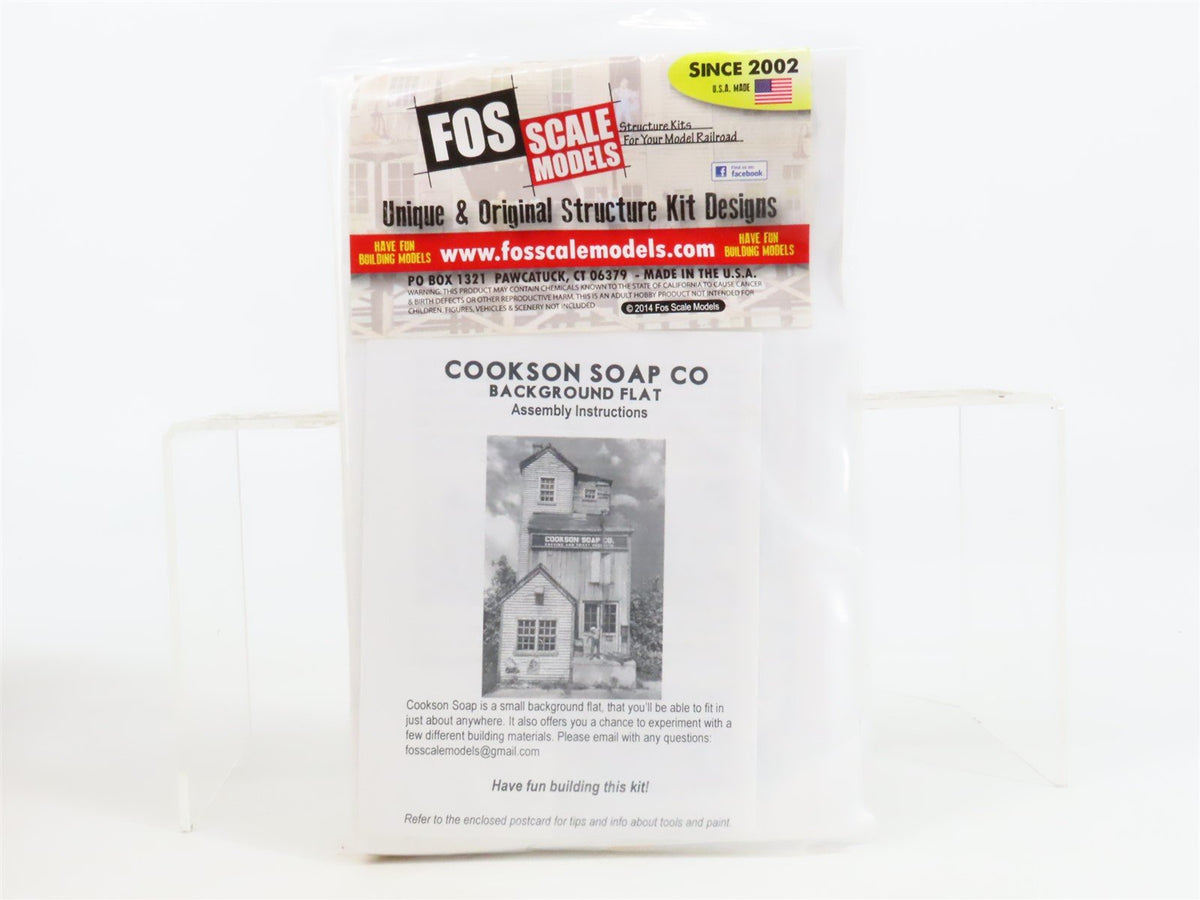 SINCE 2002
U.S.A. MADE
FOS
SCALE
MODELS
Structure Kits
For Your Model Railroad
Find us on
facebook
Unique & Original Structure Kit Designs
HAVE FUN
BUILDING MODELS
www.fosscalemodels.com
HAVE FUN
BUILDING MODELS
PO BOX 1321 PAWCATUCK, CT 06379 - MADE IN THE U.S.A.
WARNING: THIS PRODUCT MAY CONTAIN CHEMICALS KNOWN TO THE STATE OF CALIFORNIA TO CAUSE CANCER
& BIRTH DEFECTS OR OTHER REPRODUCTIVE HARM. THIS IS AN ADULT HOBBY PRODUCT NOT INTENDED FOR
CHILDREN. FIGURES, VEHICLES & SCENERY NOT INCLUDED
© 2014 Fos Scale Models
COOKSON SOAP CO
BACKGROUND FLAT
Assembly Instructions
COOKSON SOAP CO.
Cookson Soap is a small background flat, that you'll be able to fit in
just about anywhere. It also offers you a chance to experiment with a
few different building materials. Please email with any questions:
fosscalemodels@gmail.com
Have fun building this kit!
Refer to the enclosed postcard for tips and info about tools and paint.